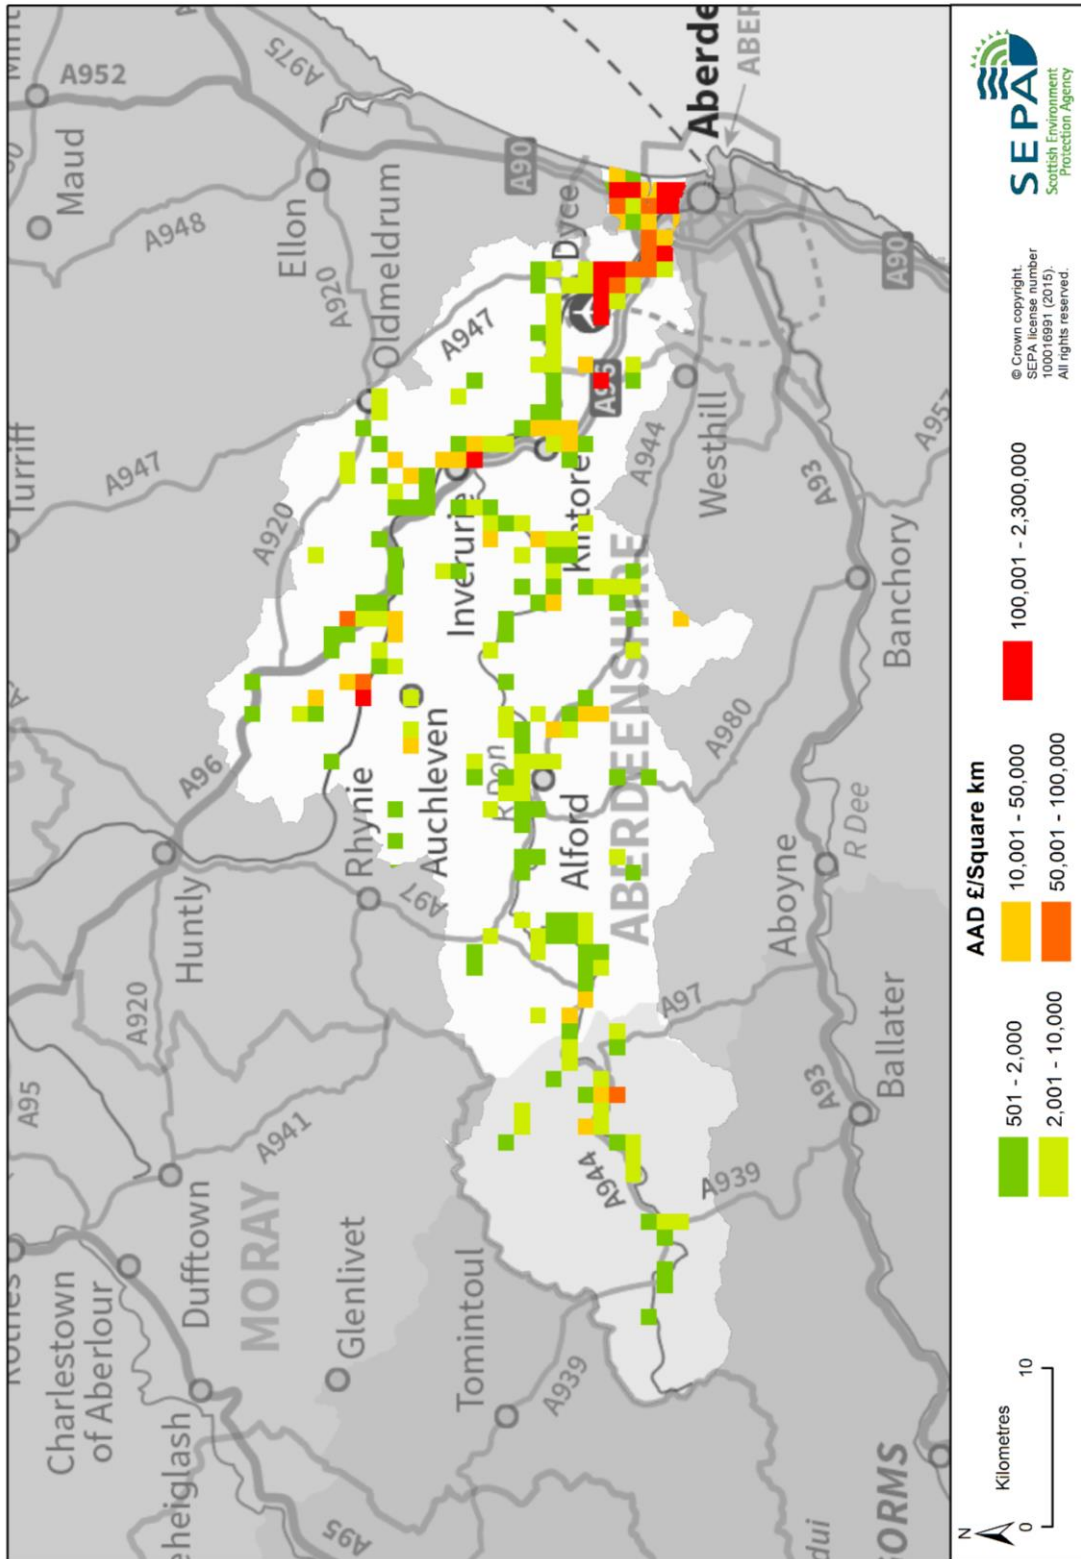 A95
Rothes
Charlestown
of Aberlour
A941
A920
Huntly
A96
A947
Turriff
Maud
A952
A948
A975
Dufftown
MORAY
Glenlivet
Rhynie
A97
A920
Oldmeldrum
Ellon
A920
A90
Auchleven
Inverurie
A947
Dyce
Tomintoul
A939
R Don
Alford
Kintore
A96
ABERDEENSHIRE
A944
A944
Westhill
A939
A97
A980
A93
A90
A957
Ballater
A93
Aboyne
R Dee
Banchory
A95
N
Kilometres
0
10
AAD £/Square km
501 - 2,000
2,001 - 10,000
10,001 - 50,000
50,001 - 100,000
100,001 - 2,300,000
© Crown copyright.
SEPA license number
100016991 (2015).
All rights reserved.
SEPA
Scottish Environment
Protection Agency